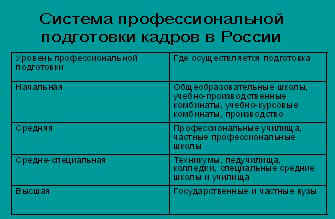 Система профессиональной
подготовки кадров в России
Уровень профессиональной
подготовки
Где осуществляется подготовка
Начальная
Общеобразовательные школы,
учебно-производственные
комбинаты, учебно-курсовые
комбинаты, производство
Средняя
Профессиональные училища,
частные профессиональные
школы
Средне-специальная
Техникумы, педучилища,
колледжи, специальные средние
школы и училища
Высшая
Государственные и частные вузы